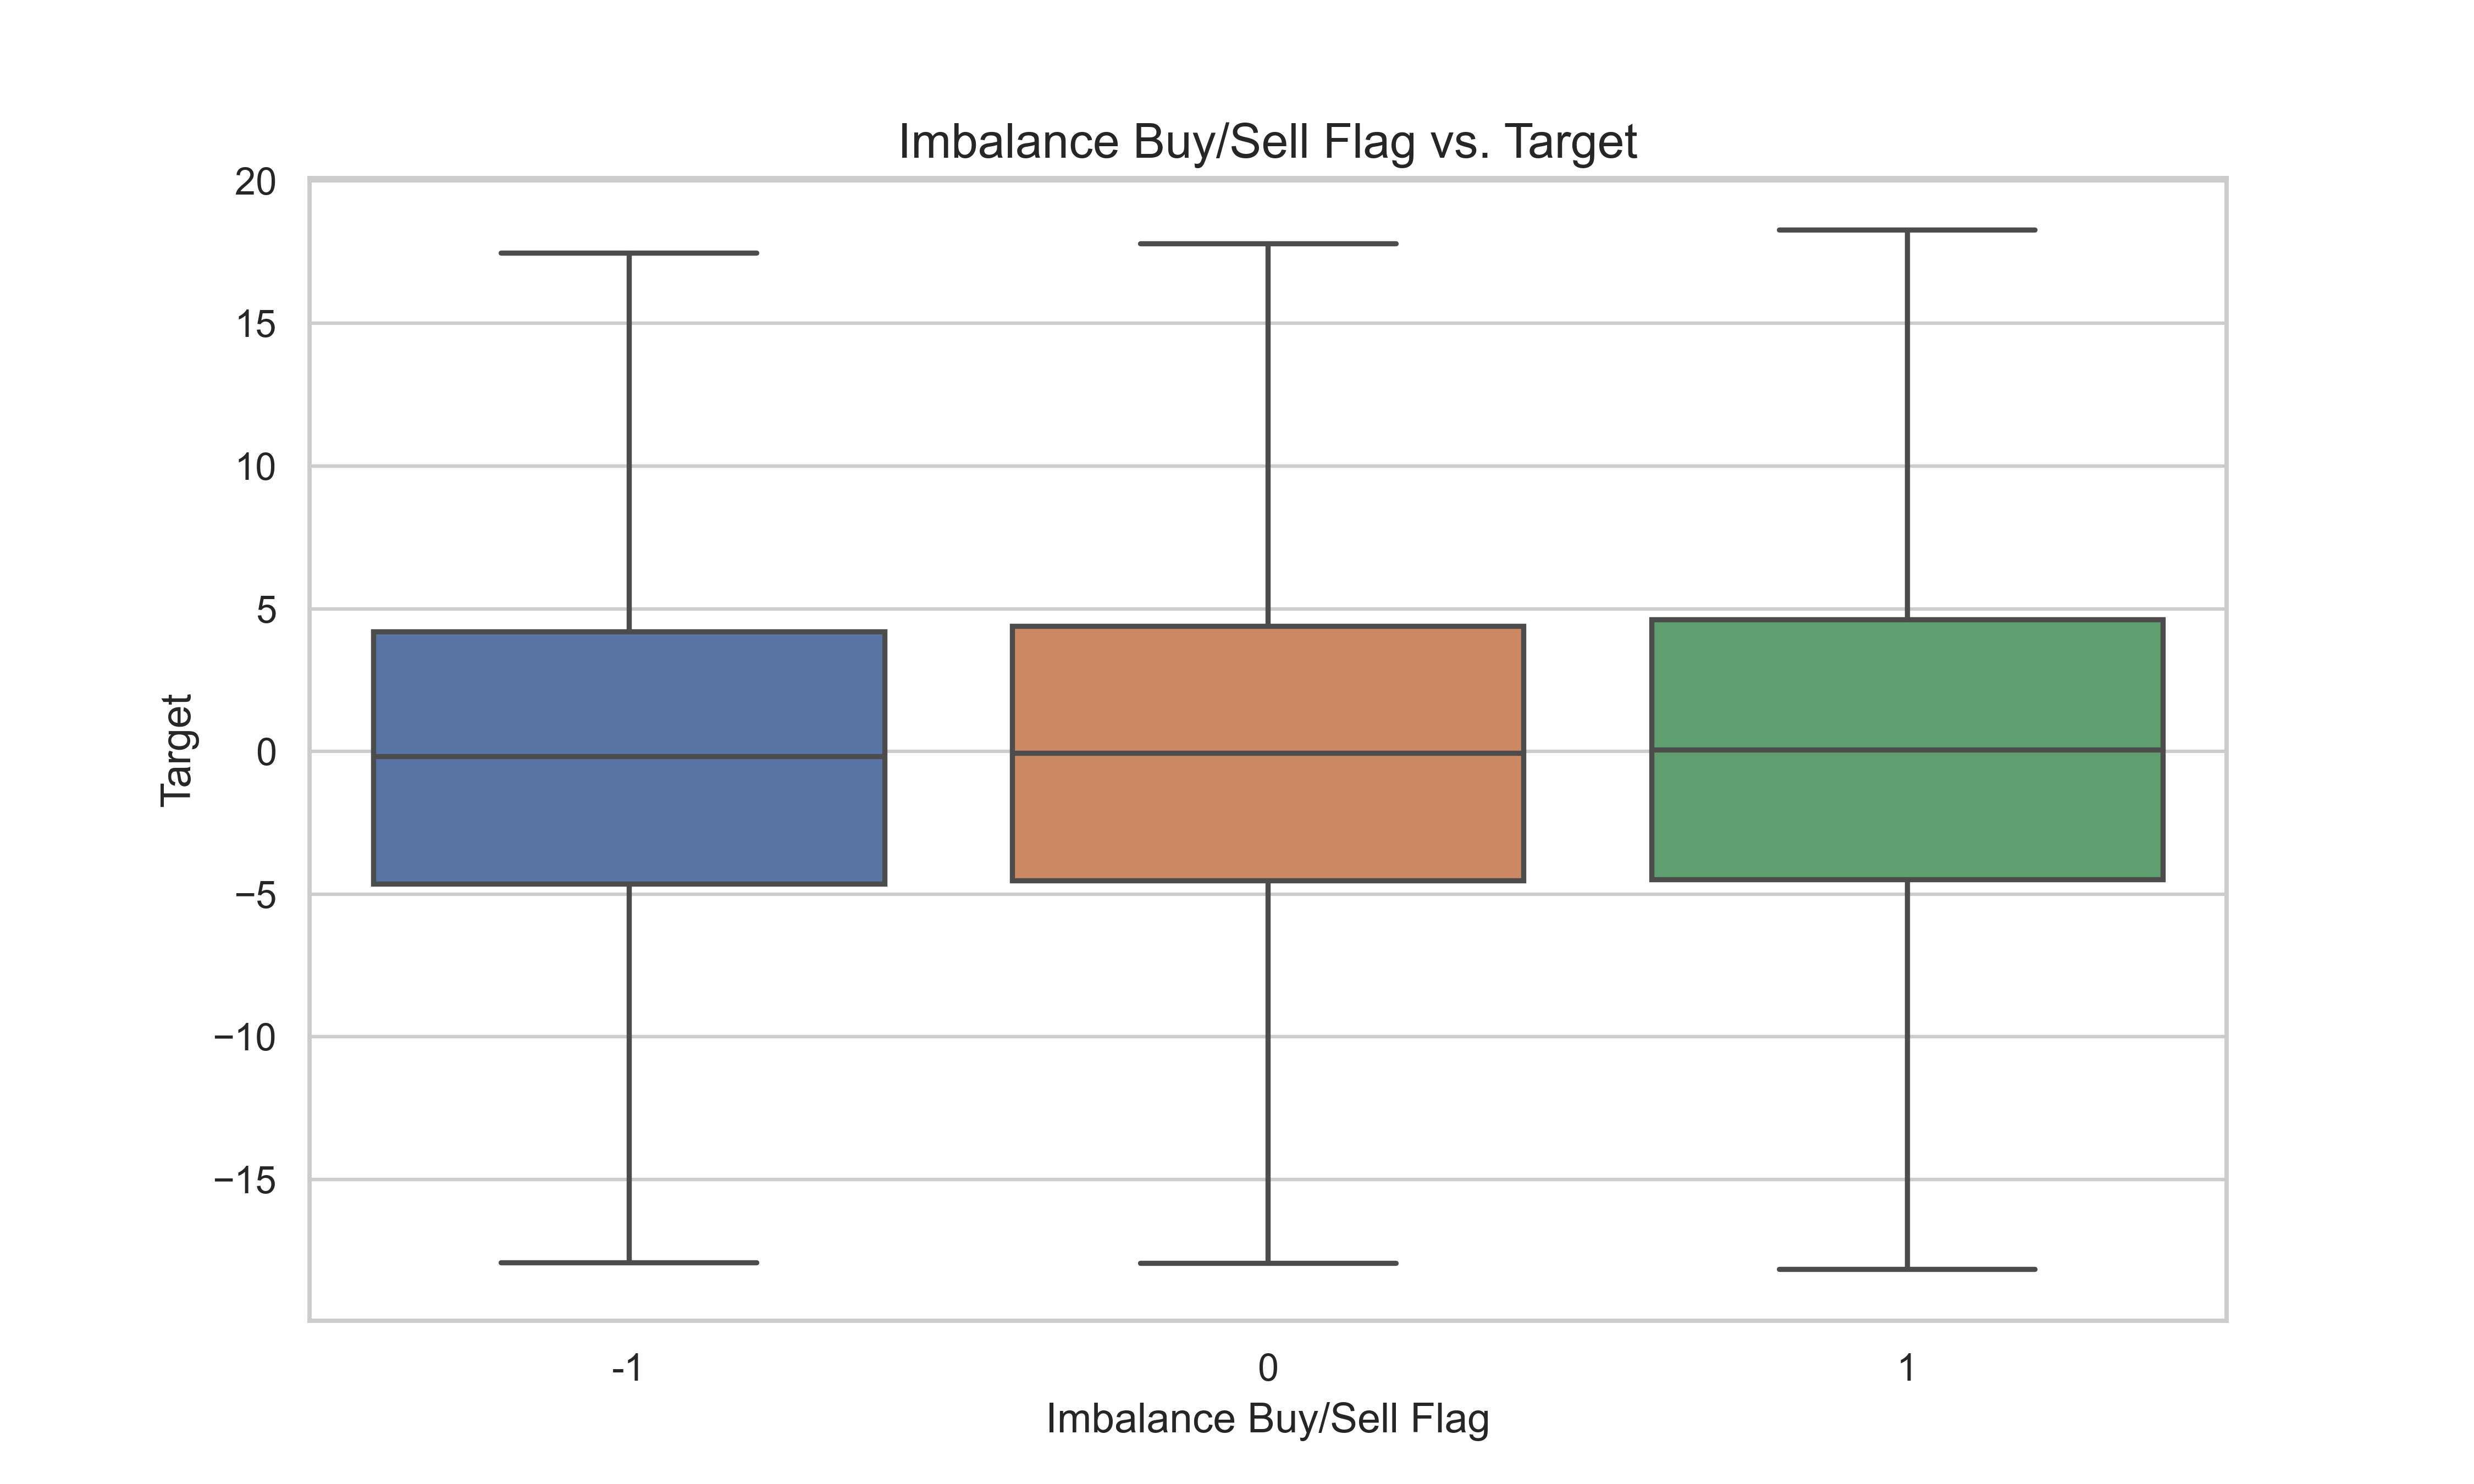 Imbalance Buy/Sell Flag vs. Target
20
15
10
5
0
−5
−10
−15
Target
-1 0 1
Imbalance Buy/Sell Flag